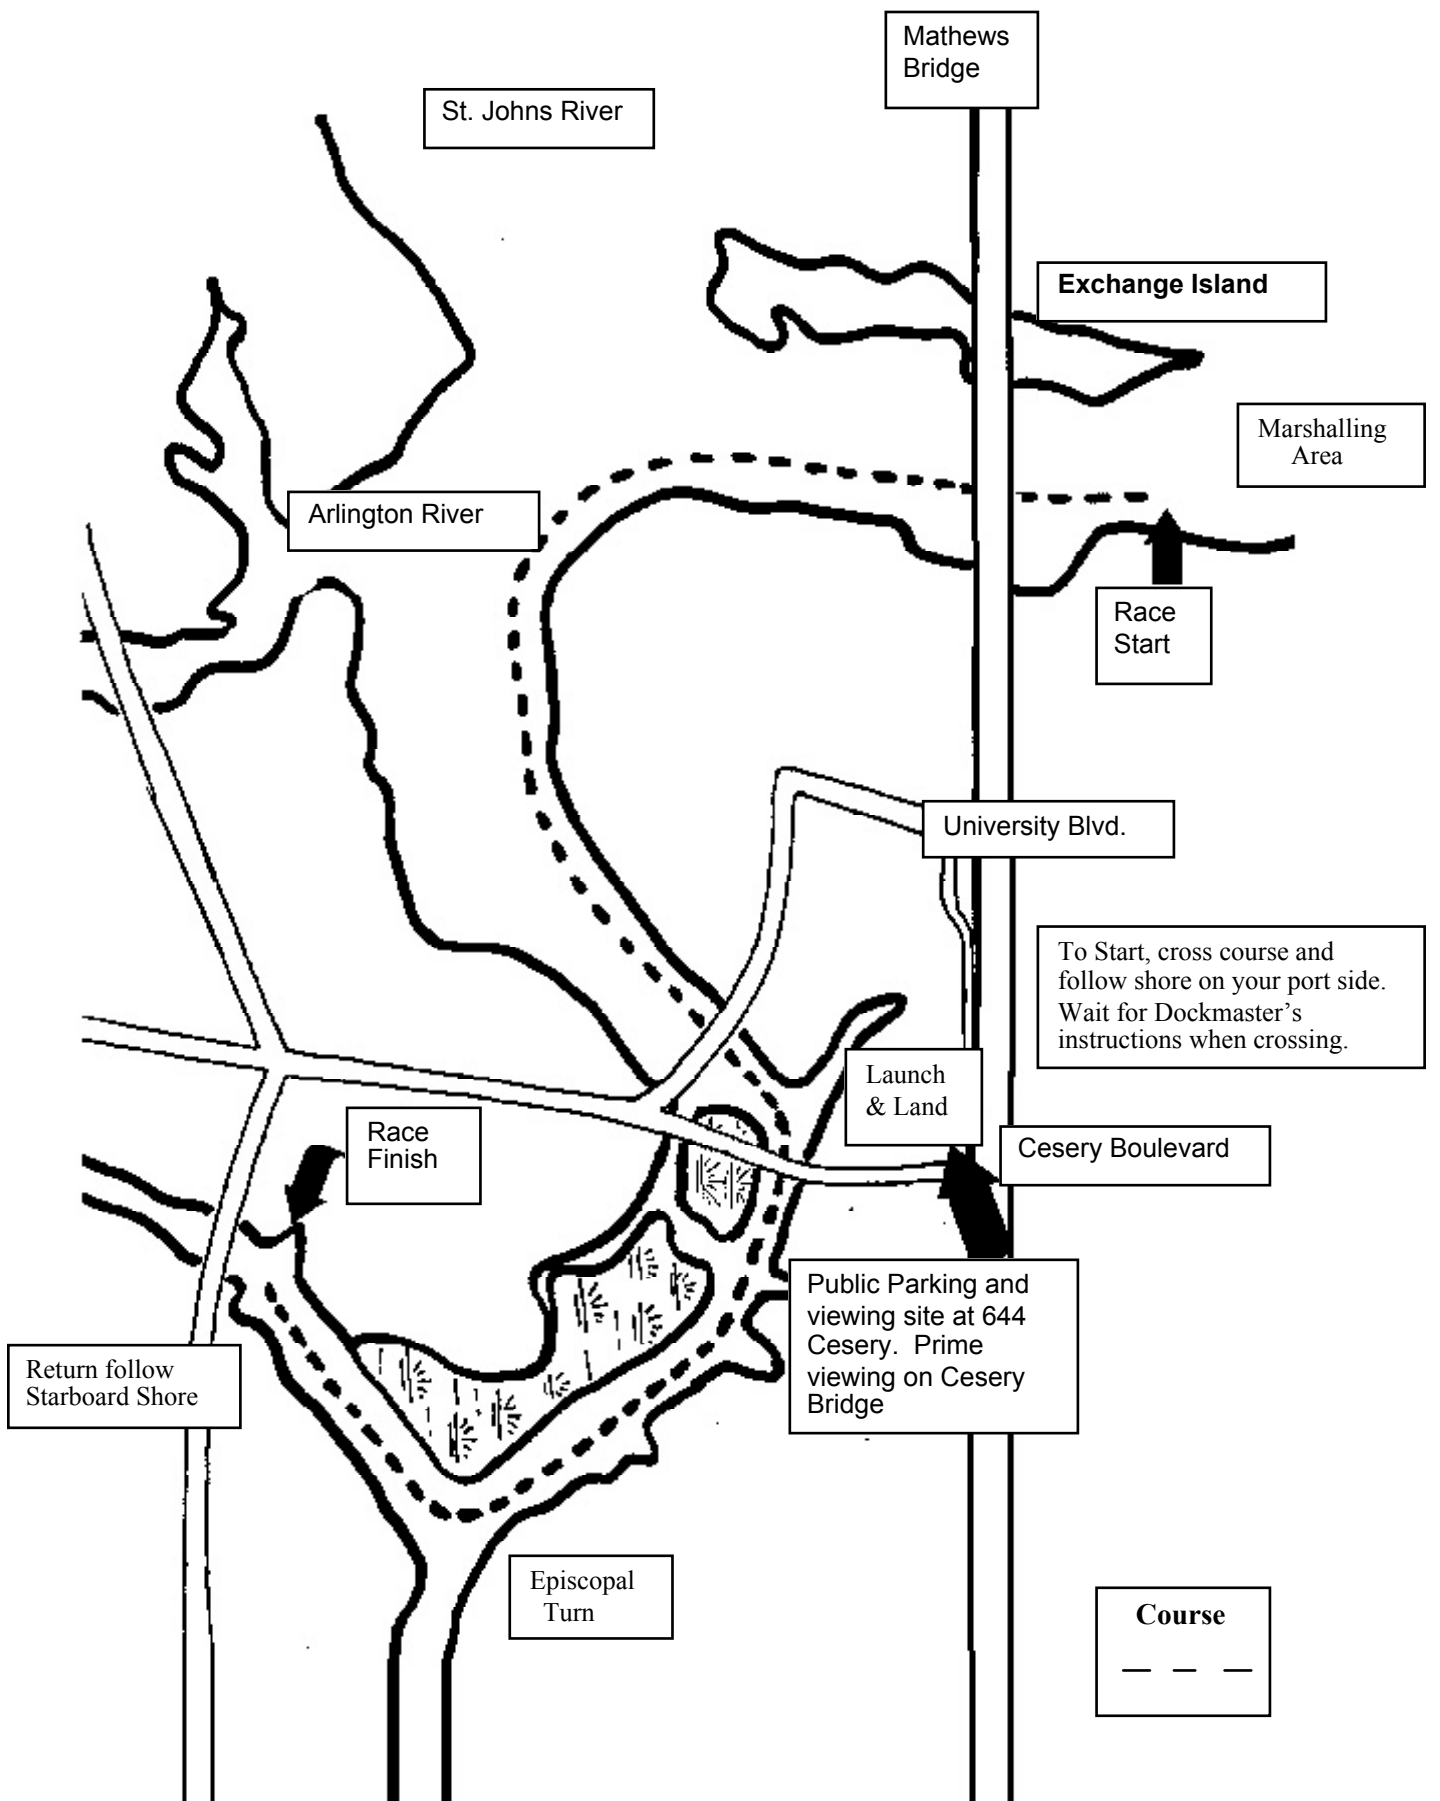 Mathews
Bridge
St. Johns River
Exchange Island
Marshalling
Area
Arlington River
Race
Start
University Blvd.
To Start, cross course and
follow shore on your port side.
Wait for Dockmaster’s
instructions when crossing.
Launch
& Land
Race
Finish
Cesery Boulevard
Public Parking and
viewing site at 644
Cesery.  Prime
viewing on Cesery
Bridge
Return follow
Starboard Shore
Episcopal
Turn
Course